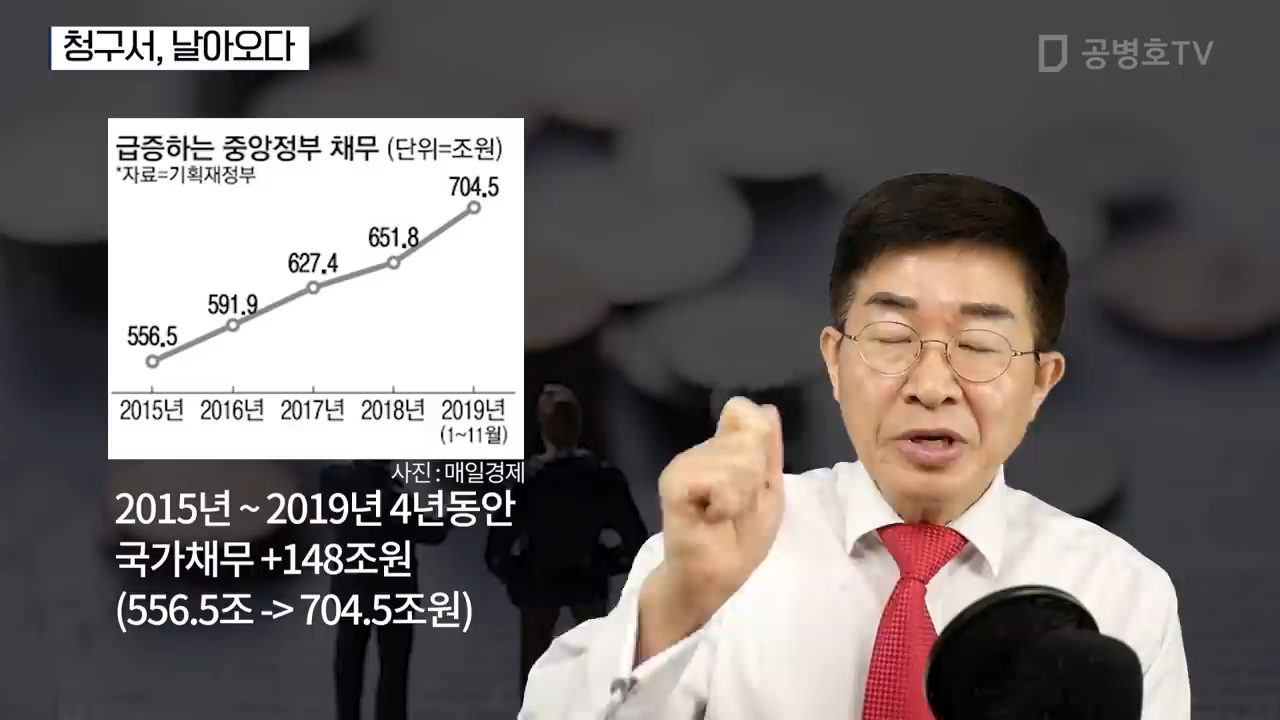 청구서, 날아오다
공병호TV
급증하는 중앙정부 채무 (단위=조원)
*자료=기획재정부
704.5
651.8
627.4
591.9
556.5
2015년 2016년 2017년 2018년 2019년
(1~11월)
사진 : 매일경제
2015년 ~ 2019년 4년동안
국가채무 +148조원
(556.5조 -> 704.5조원)